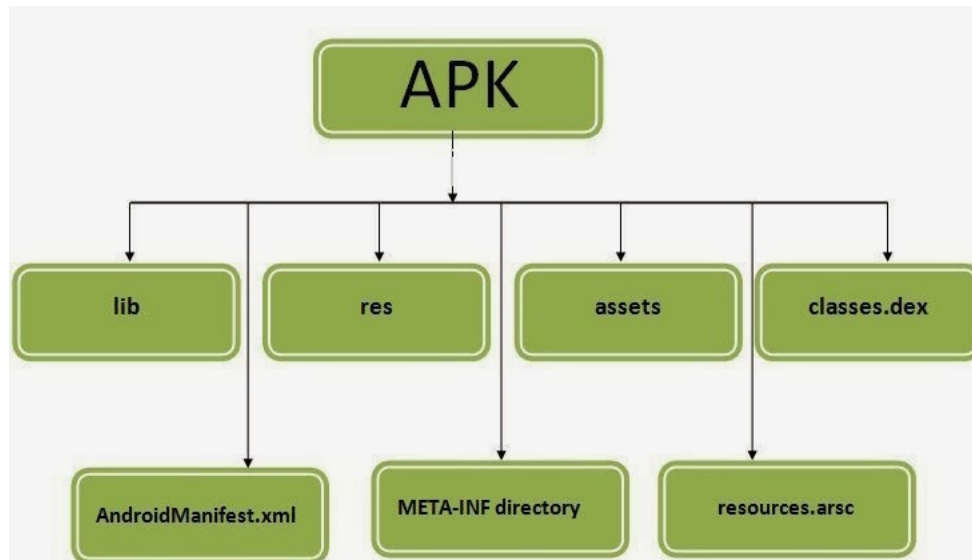 APK
lib
res
assets
classes.dex
AndroidManifest.xml
META-INF directory
resources.arsc